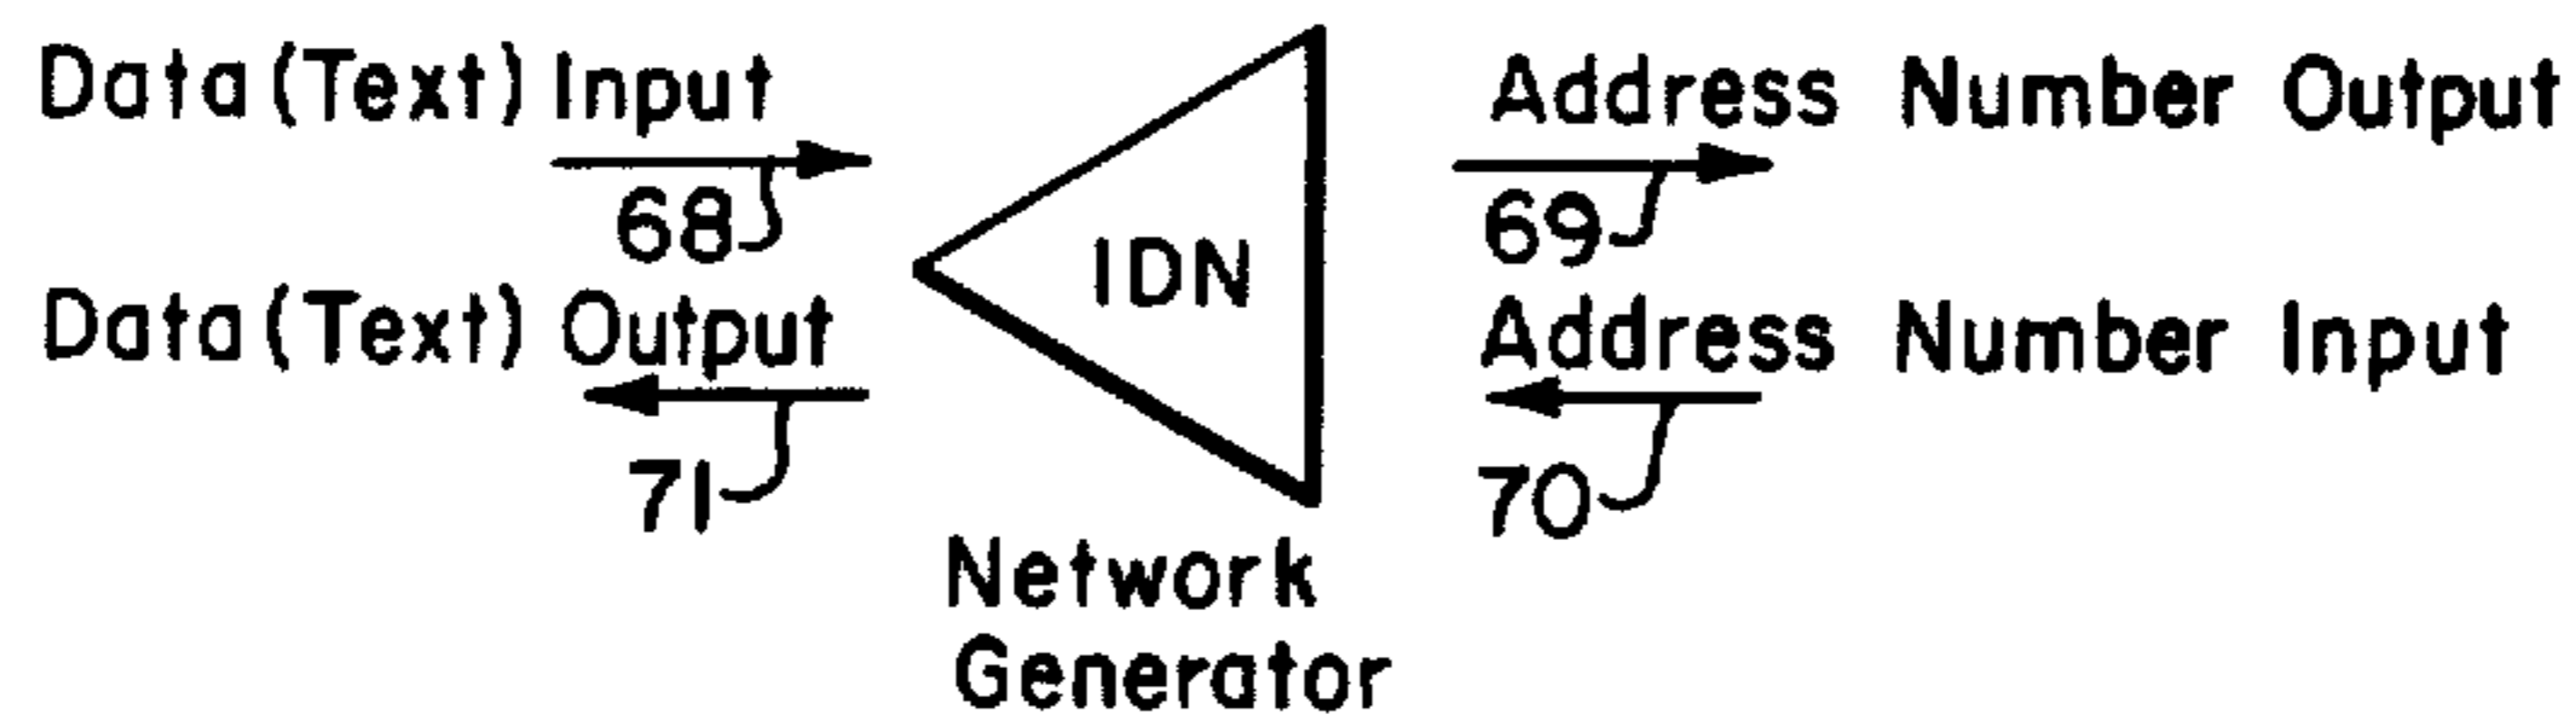 Data (Text) Input
68
Data (Text) Output
71
IDN
Network
Generator
Address Number Output
69
Address Number Input
70